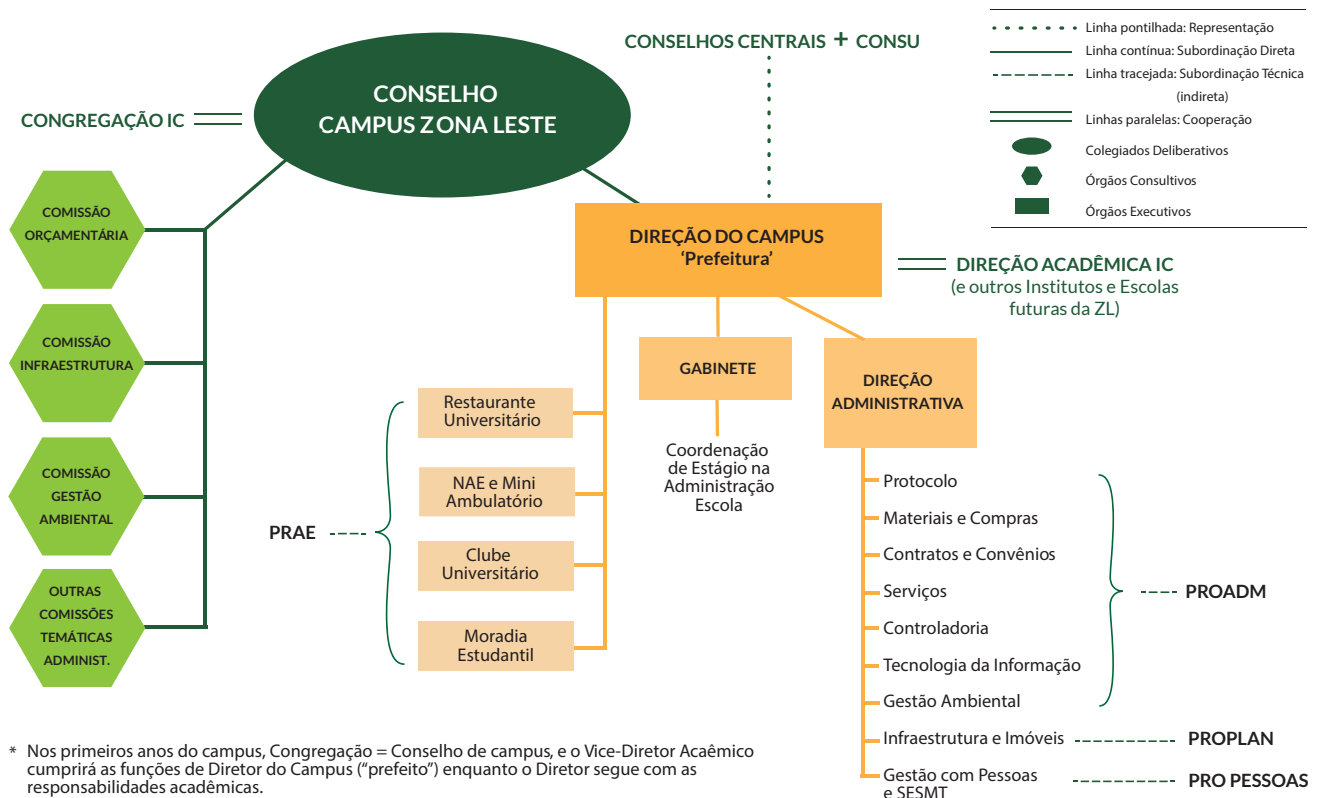 CONSELHOS CENTRAIS + CONSU
Linha pontilhada: Representação
Linha contínua: Subordinação Direta
Linha tracejada: Subordinação Técnica
(indireta)
Linhas paralelas: Cooperação
Colegiados Deliberativos
Órgãos Consultivos
Órgãos Executivos
CONSELHO
CAMPUS ZONA LESTE
CONGREGAÇÃO IC
COMISSÃO
ORÇAMENTÁRIA
COMISSÃO
INFRAESTRUTURA
COMISSÃO
GESTÃO
AMBIENTAL
OUTRAS
COMISSÕES
TEMÁTICAS
ADMINIST.
DIREÇÃO DO CAMPUS
‘Prefeitura’
DIREÇÃO ACADÊMICA IC
(e outros Institutos e Escolas
futuras da ZL)
GABINETE
Coordenação
de Estágio na
Administração
Escola
DIREÇÃO
ADMINISTRATIVA
PRAE
Restaurante
Universitário
NAE e Mini
Ambulatório
Clube
Universitário
Moradia
Estudantil
Protocolo
Materiais e Compras
Contratos e Convênios
Serviços
Controladoria
Tecnologia da Informação
Gestão Ambiental
PROADM
Infraestrutura e Imóveis
PROPLAN
Gestão com Pessoas
e SESMT
PRO PESSOAS
* Nos primeiros anos do campus, Congregação = Conselho de campus, e o Vice-Diretor Acaêmico
cumprirá as funções de Diretor do Campus (“prefeito”) enquanto o Diretor segue com as
responsabilidades acadêmicas.